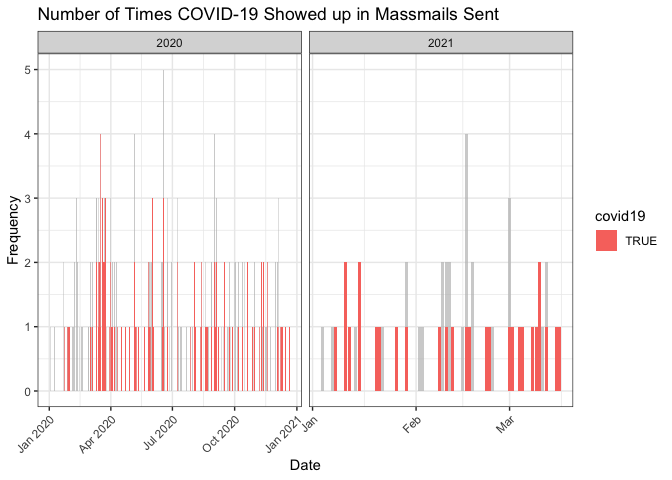 Number of Times COVID-19 Showed up in Massmails Sent
2020
2021
5
4
3
2
1
0
Frequency
Jan 2020
Apr 2020
Jul 2020
Oct 2020
Jan 2021
Jan
Feb
Mar
Date
covid19
TRUE